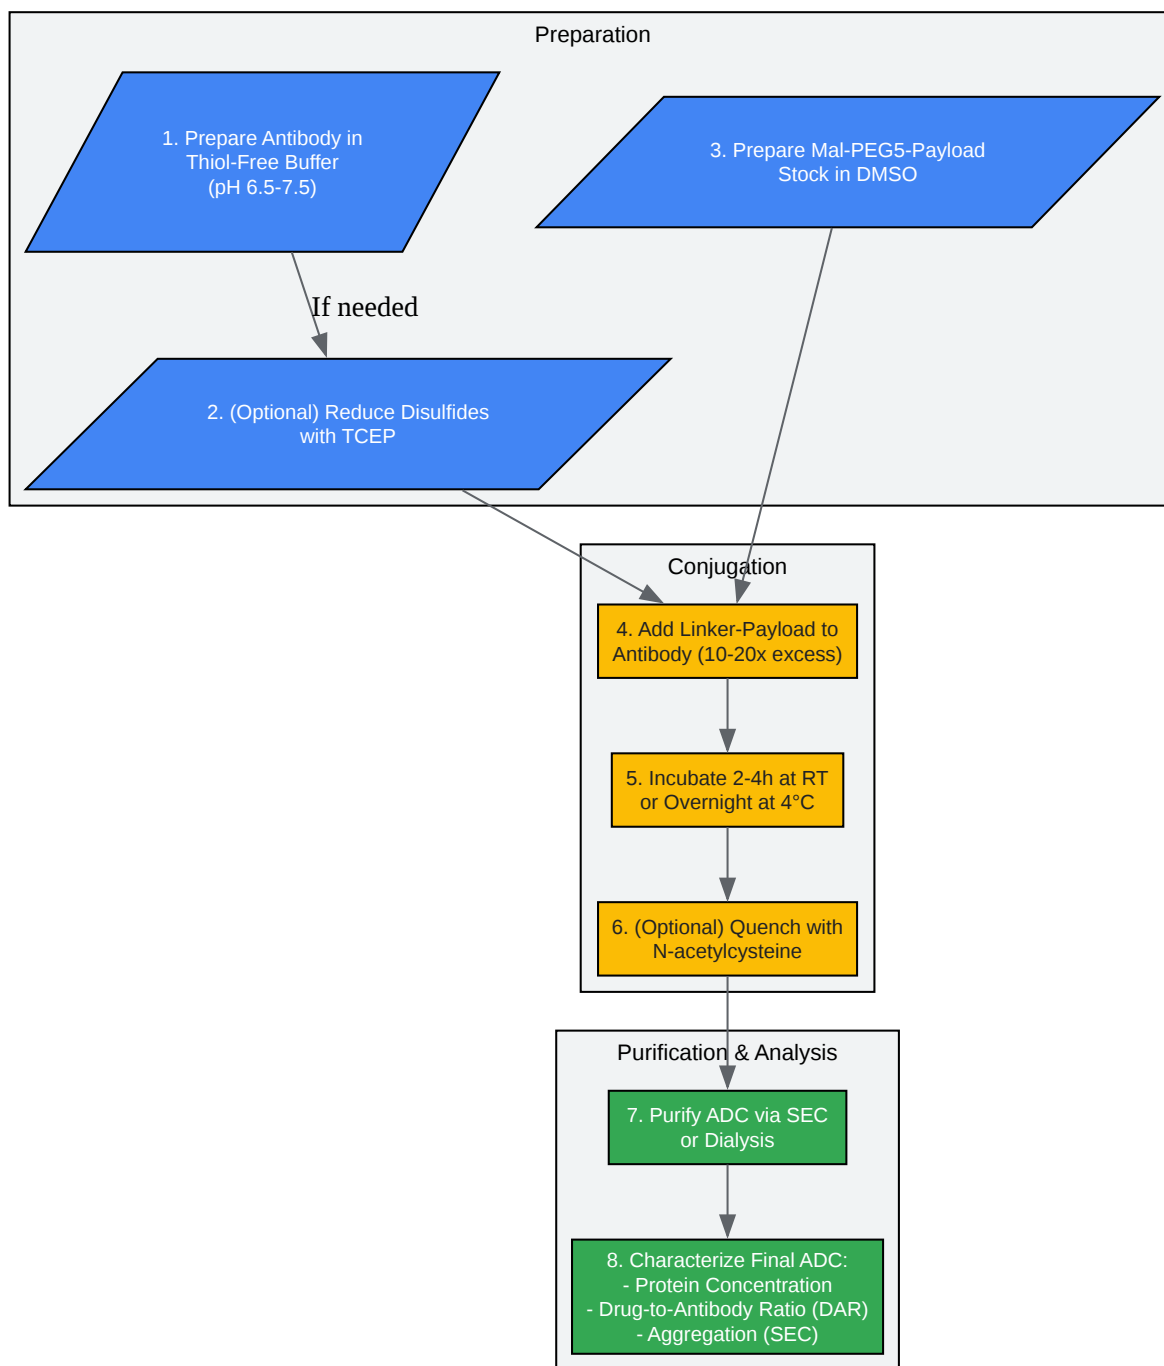 Preparation
1. Prepare Antibody in
Thiol-Free Buffer
(pH 6.5-7.5)
3. Prepare Mal-PEG5-Payload
Stock in DMSO
If needed
2. (Optional) Reduce Disulfides
with TCEP
Conjugation
4. Add Linker-Payload to
Antibody (10-20x excess)
5. Incubate 2-4h at RT
or Overnight at 4°C
6. (Optional) Quench with
N-acetylcysteine
Purification & Analysis
7. Purify ADC via SEC
or Dialysis
8. Characterize Final ADC:
- Protein Concentration
- Drug-to-Antibody Ratio (DAR)
- Aggregation (SEC)